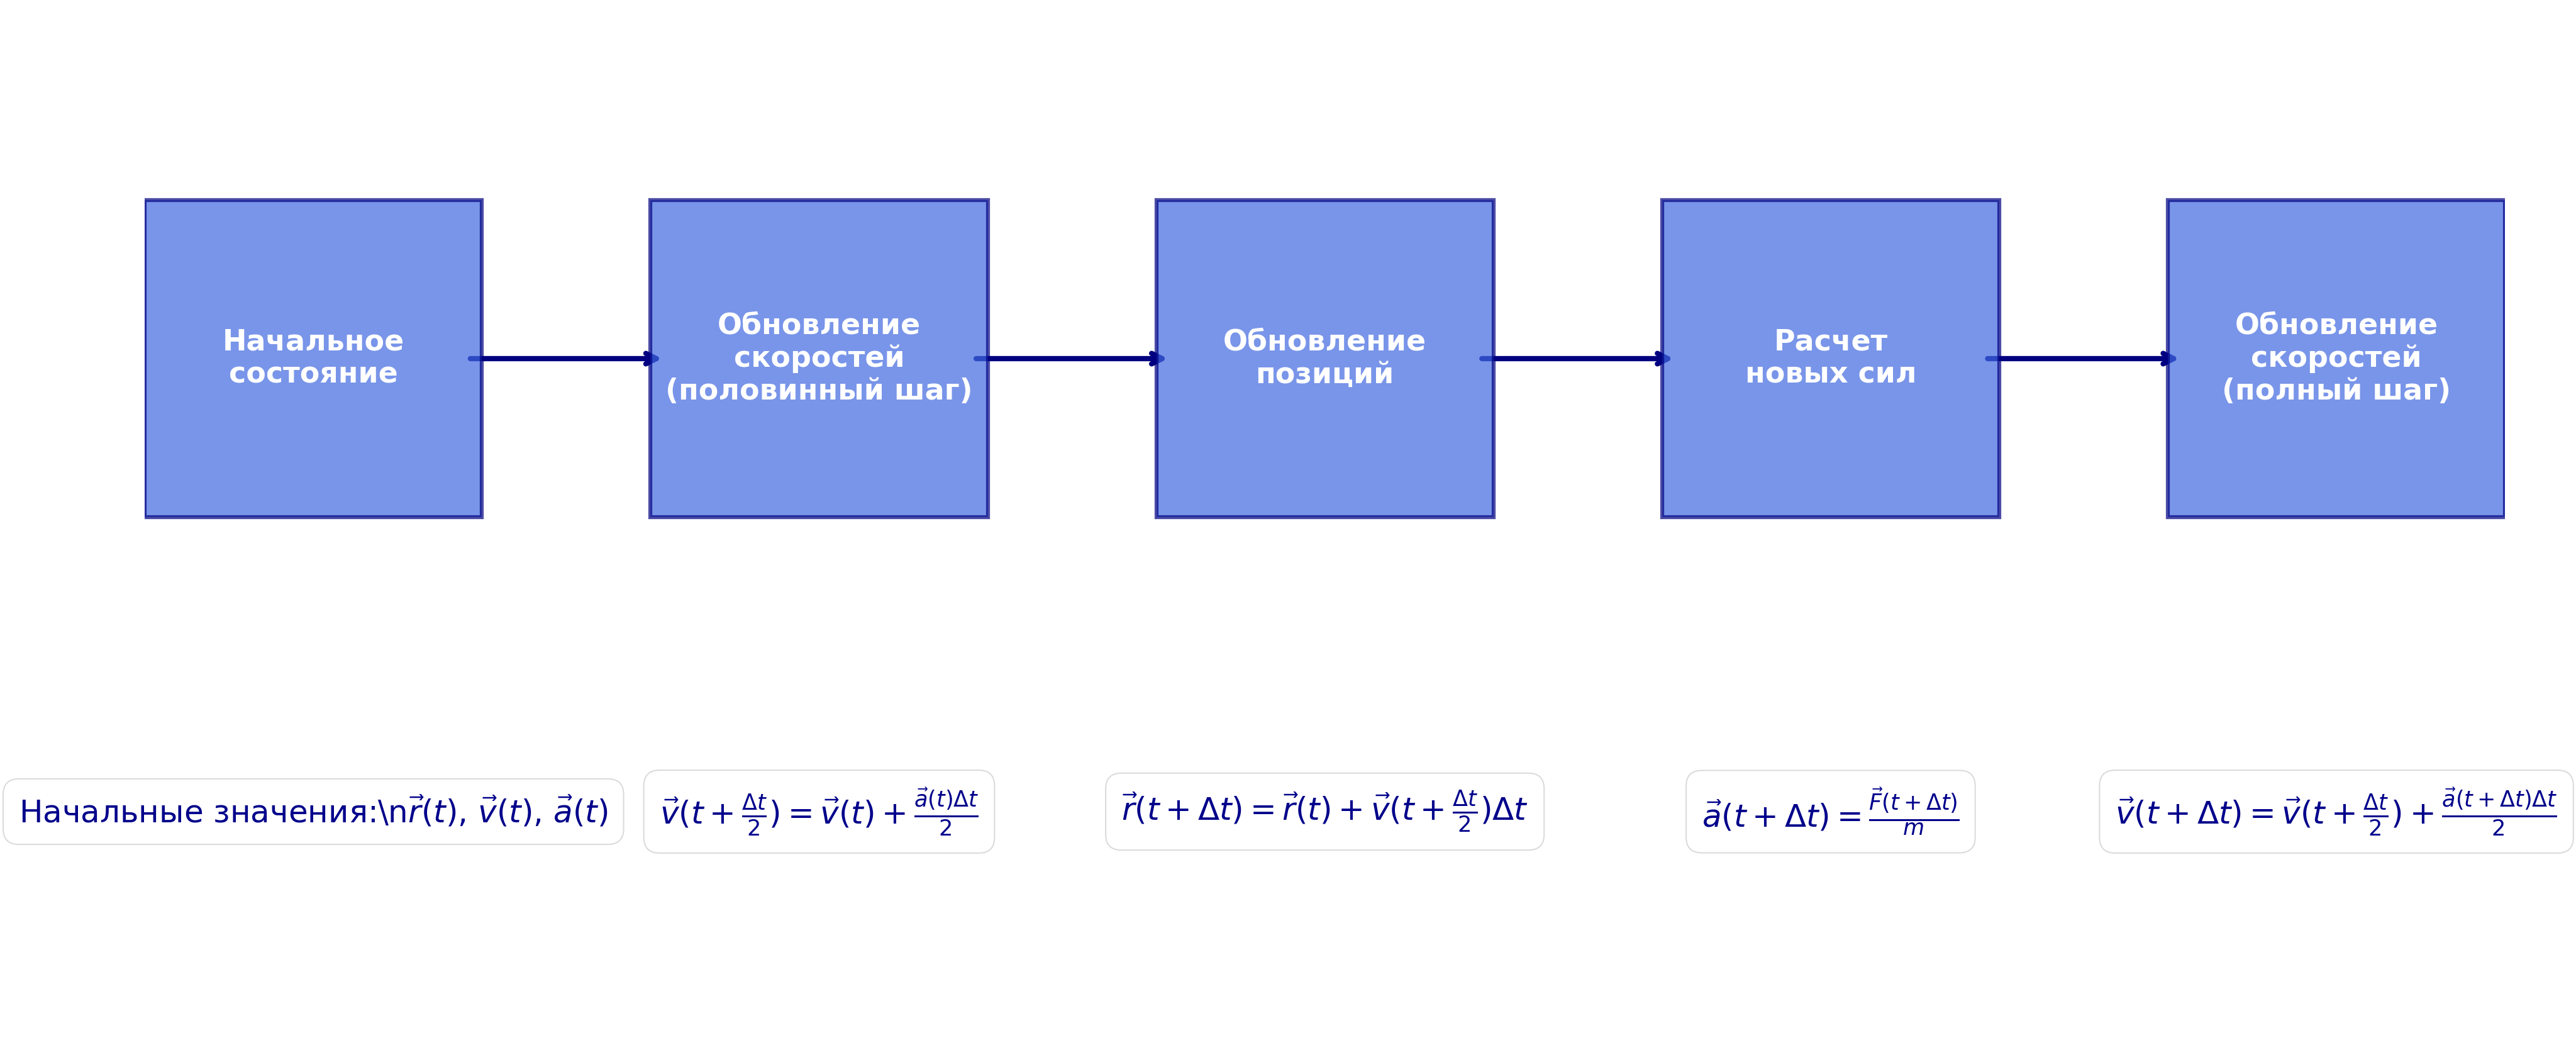 Начальное
состояние
Обновление
скоростей
(половинный шаг)
Обновление
позиций
Расчет
новых сил
Обновление
скоростей
(полный шаг)
Начальные значения:\n$\vec{r}(t)$, $\vec{v}(t)$, $\vec{a}(t)$
$\vec{v}(t + \frac{\Delta t}{2}) = \vec{v}(t) + \frac{\vec{a}(t)\Delta t}{2}$
$\vec{r}(t + \Delta t) = \vec{r}(t) + \vec{v}(t + \frac{\Delta t}{2})\Delta t$
$\vec{a}(t + \Delta t) = \frac{\vec{F}(t + \Delta t)}{m}$
$\vec{v}(t + \Delta t) = \vec{v}(t + \frac{\Delta t}{2}) + \frac{\vec{a}(t + \Delta t)\Delta t}{2}$